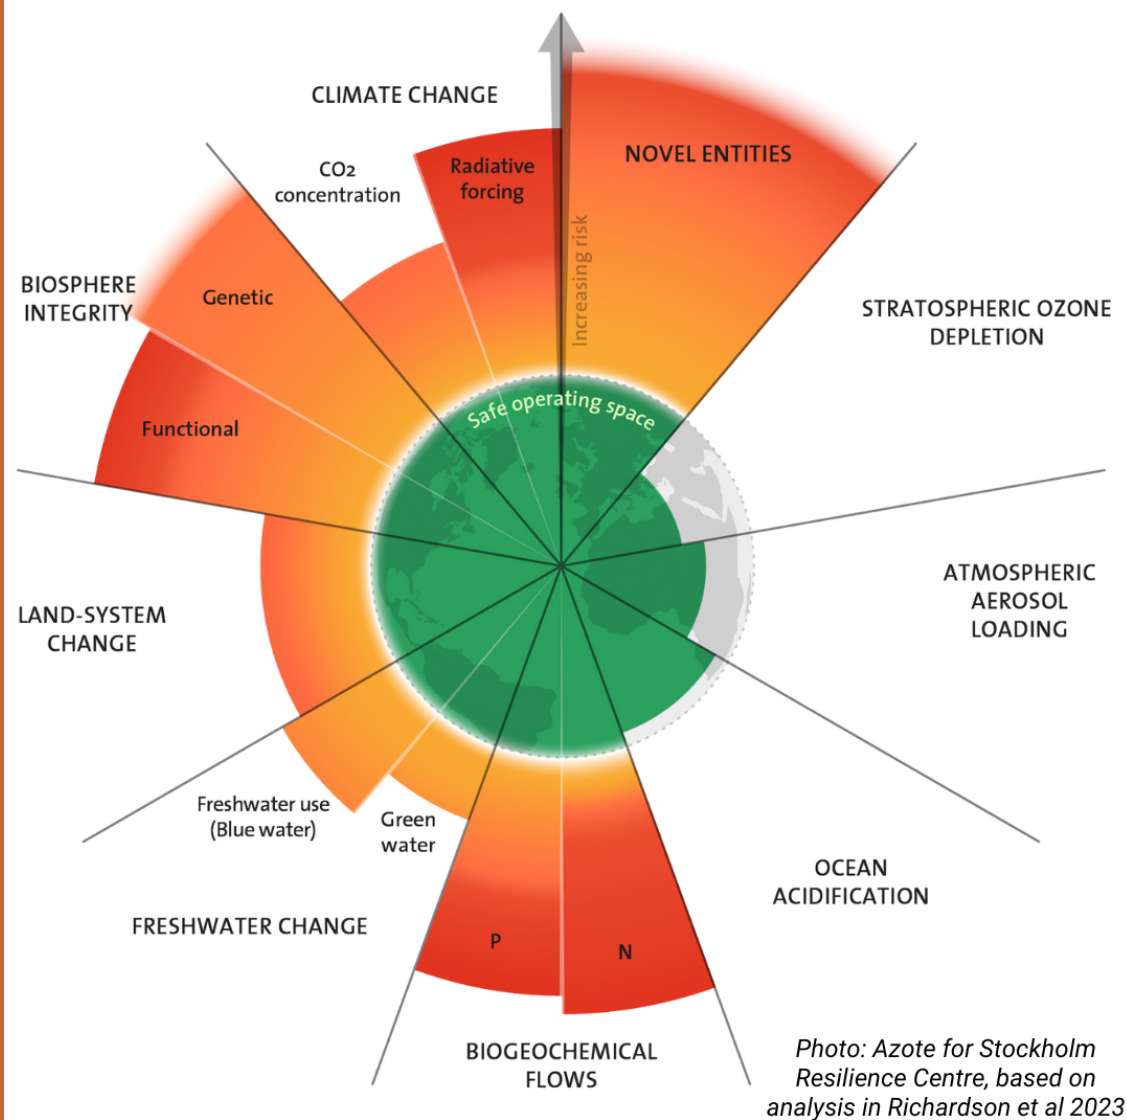 CLIMATE CHANGE
CO2
concentration
Radiative
forcing
NOVEL ENTITIES
Increasing risk
BIOSPHERE
INTEGRITY
Genetic
Functional
STRATOSPHERIC OZONE
DEPLETION
Safe operating space
ATMOSPHERIC
AEROSOL
LOADING
LAND-SYSTEM
CHANGE
Freshwater use
(Blue water)
Green
water
FRESHWATER CHANGE
OCEAN
ACIDIFICATION
P
N
BIOGEOCHEMICAL
FLOWS
Photo: Azote for Stockholm
Resilience Centre, based on
analysis in Richardson et al 2023